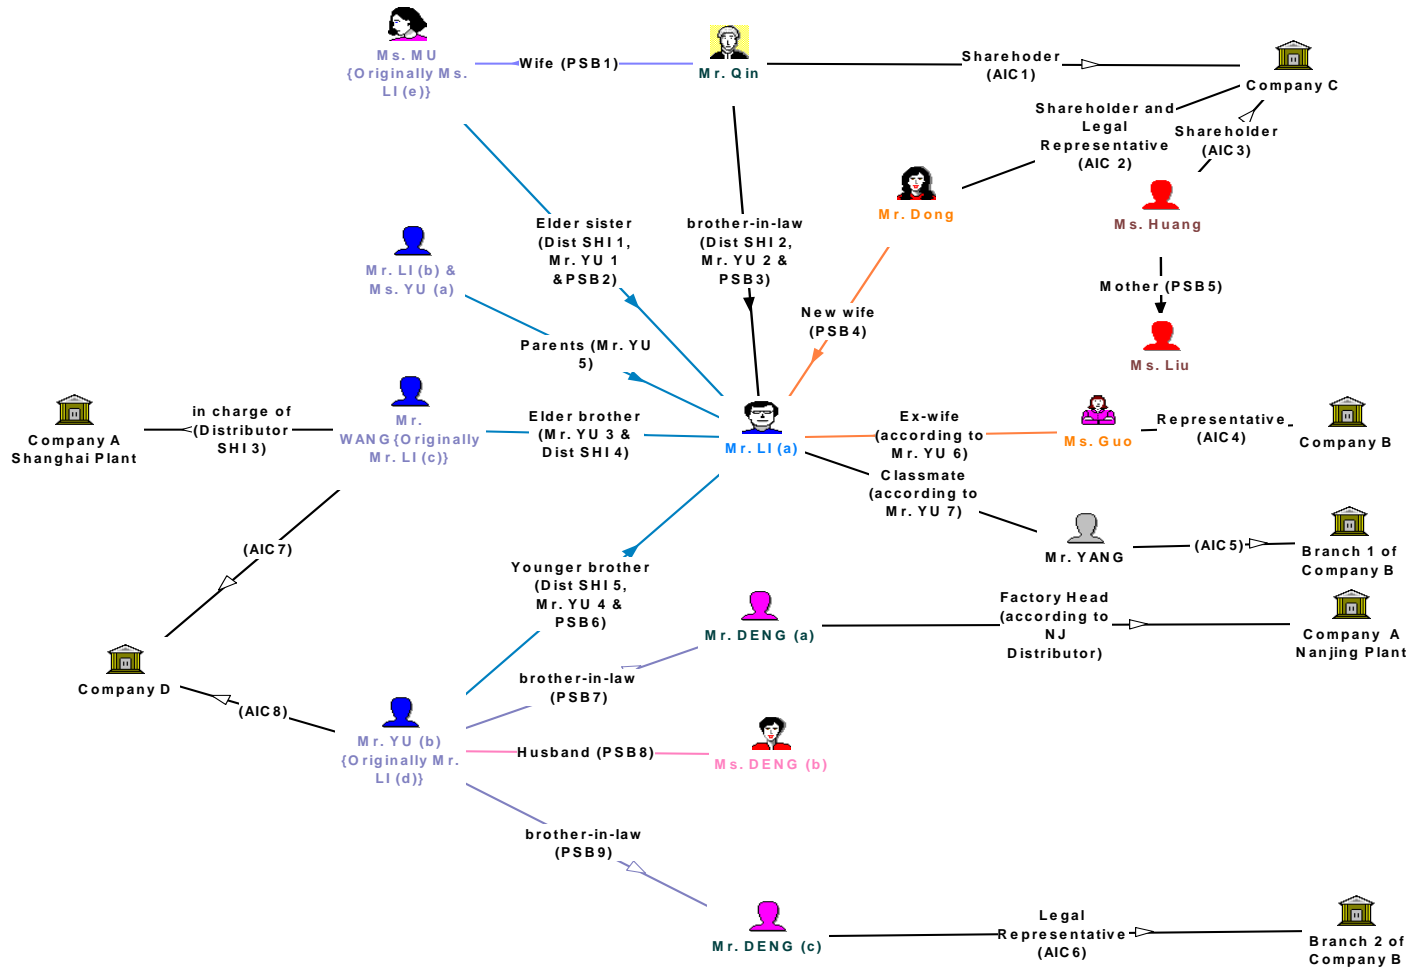 Ms. MU
{Originally Ms.
LI (e)}
Wife (PSB1)
Mr. Qin
Sharehoder
(AIC1)
Company C
Shareholder and
Legal
Representative
(AIC 2)
Shareholder
(AIC3)
Mr. Dong
Ms. Huang
Elder sister
(Dist SHI 1,
Mr. YU 1
&PSB2)
brother-in-law
(Dist SHI 2,
Mr. YU 2 &
PSB3)
Mr. LI (b) &
Ms. YU (a)
Mother (PSB5)
New wife
(PSB4)
Parents (Mr. YU
5)
Ms. Liu
Company A
Shanghai Plant
in charge of
(Distributor
SHI 3)
Mr.
WANG{Originally
Mr. LI (c)}
Elder brother
(Mr. YU 3 &
Dist SHI 4)
Mr. LI (a)
Ex-wife
(according to
Mr. YU 6)
Ms. Guo
Representative
(AIC4)
Company B
Classmate
(according to
Mr. YU 7)
Mr. YANG
(AIC5)
Branch 1 of
Company B
(AIC7)
Younger brother
(Dist SHI 5,
Mr. YU 4 &
PSB6)
Mr. DENG (a)
Factory Head
(according to
NJ
Distributor)
Company A
Nanjing Plant
Company D
brother-in-law
(PSB7)
(AIC8)
Mr. YU (b)
{Originally Mr.
LI (d)}
Husband (PSB8)
Ms. DENG (b)
brother-in-law
(PSB9)
Mr. DENG (c)
Legal
Representative
(AIC6)
Branch 2 of
Company B